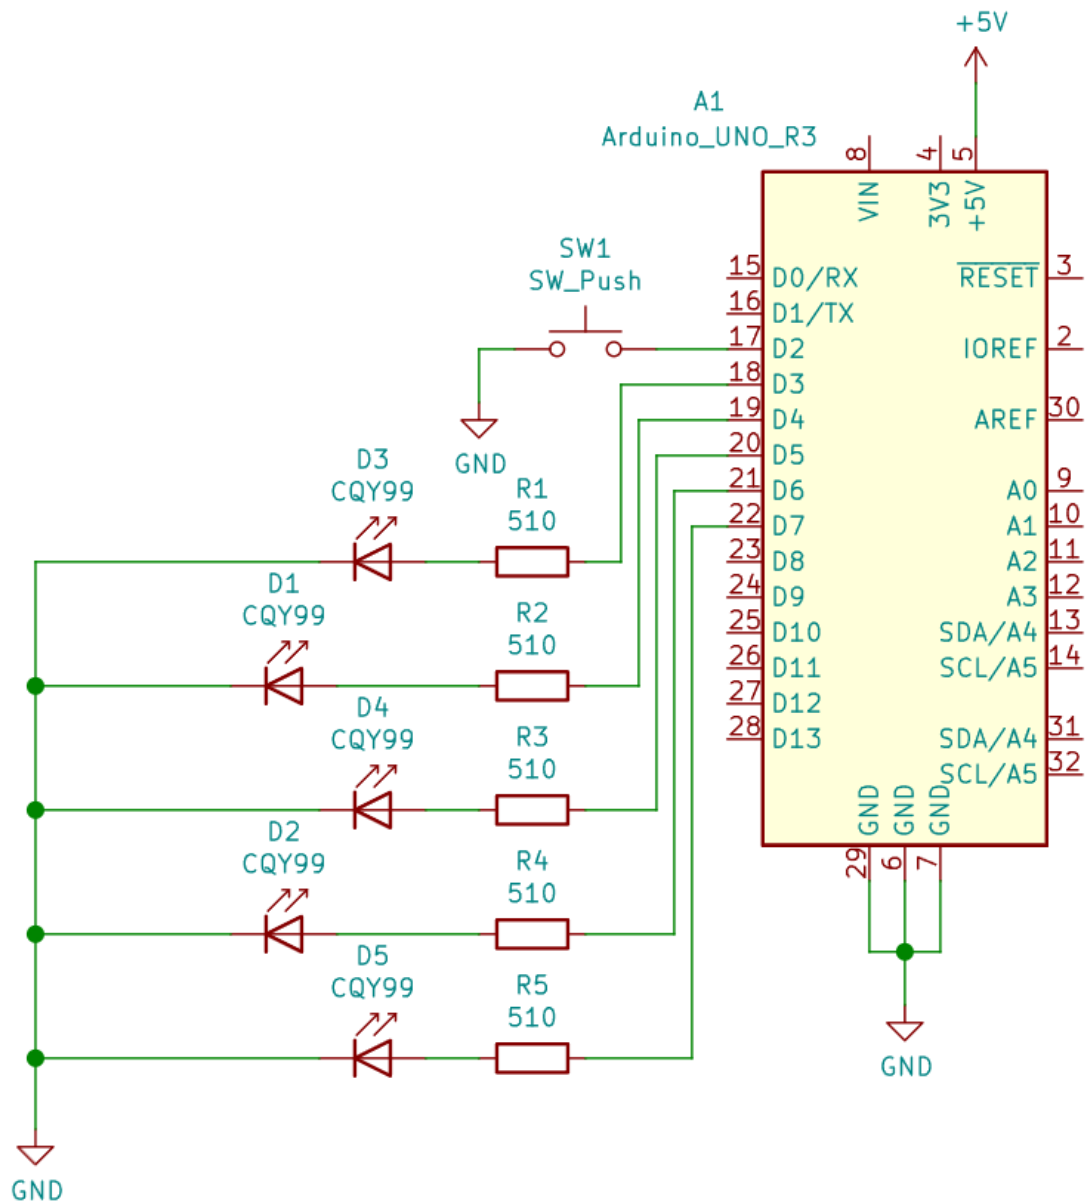 +5V
A1
Arduino_UNO_R3
8
4
5
VIN
3V3
+5V
SW1
SW_Push
15
D0/RX
RESET
3
16
D1/TX
17
D2
IOREF
2
18
D3
19
D4
AREF
30
20
D5
GND
21
D6
A0
9
22
D7
A1
10
23
D8
A2
11
24
D9
A3
12
25
D10
SDA/A4
13
26
D11
SCL/A5
14
27
D12
28
D13
SDA/A4
31
SCL/A5
32
GND
GND
GND
29
6
7
GND
D3
CQY99
R1
510
D1
CQY99
R2
510
D4
CQY99
R3
510
D2
CQY99
R4
510
D5
CQY99
R5
510
GND